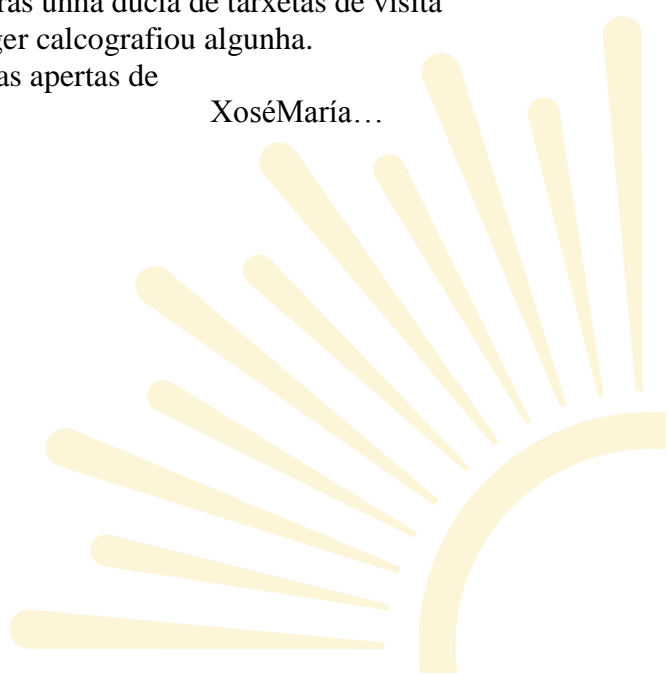 ras unha ducia de tarxetas de visita
ger calcografiou algunha.
as apertas de
XoséMaría…